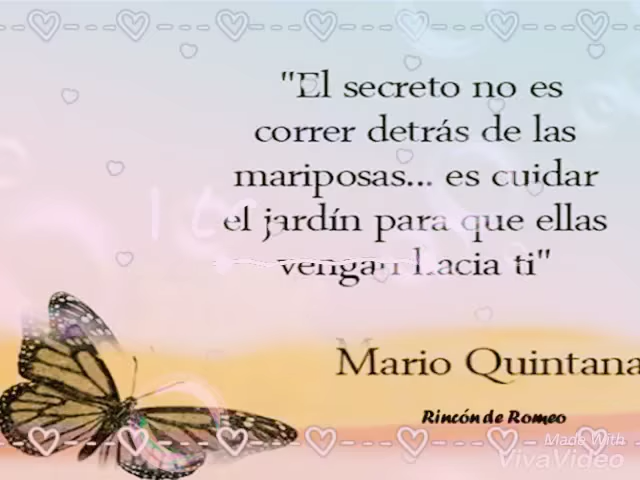 "El secreto no es
correr detrás de las
mariposas... es cuidar
el jardín para que ellas
vengan hacia ti"
Mario Quintana
Rincón de Romeo
Made With
VivaVideo